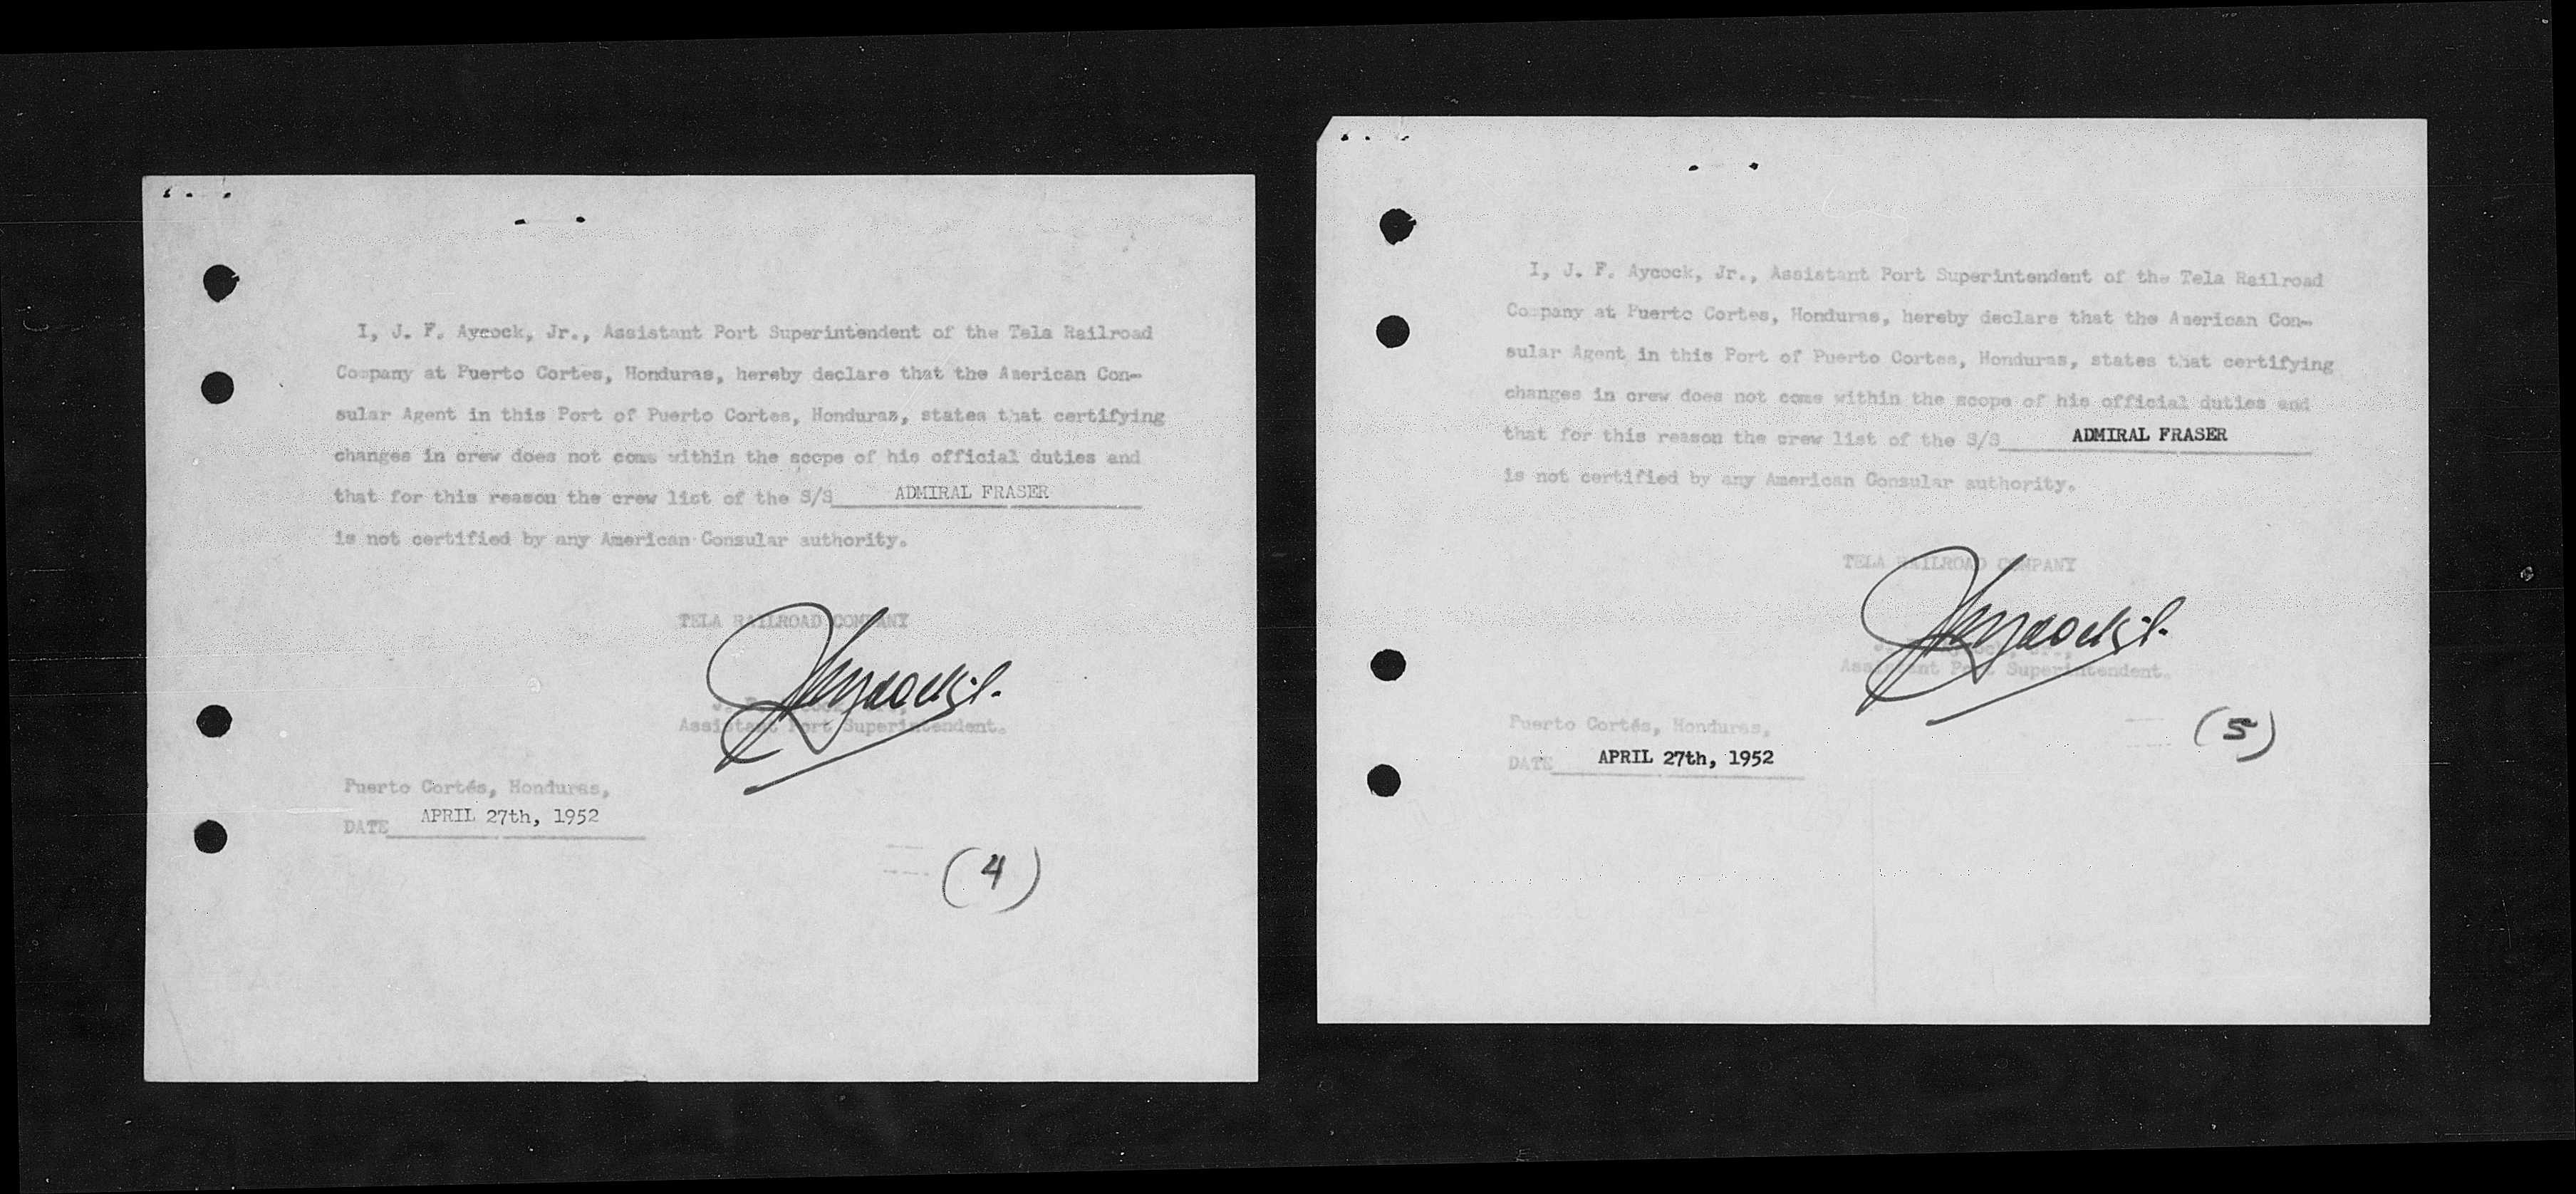 I, J. F. Aycock, Jr., Assistant Port Superintendent of the Tela Railroad
Company at Puerto Cortes, Honduras, hereby declare that the American Con-
sular Agent in this Port of Puerto Cortes, Honduras, states that certifying
changes in crew does not come within the scope of his official duties and
that for this reason the crew list of the S/S ADMIRAL FRASER
is not certified by any American Consular authority.
TELA RAILROAD COMPANY
Assistant Port Superintendent.
Puerto Cortés, Honduras,
DATE APRIL 27th, 1952
(4)
I, J. F. Aycock, Jr., Assistant Port Superintendent of the Tela Railroad
Company at Puerto Cortes, Honduras, hereby declare that the American Con-
sular Agent in this Port of Puerto Cortes, Honduras, states that certifying
changes in crew does not come within the scope of his official duties and
that for this reason the crew list of the S/S ADMIRAL FRASER
is not certified by any American Consular authority.
TELA RAILROAD COMPANY
Assistant Port Superintendent.
Puerto Cortés, Honduras,
DATE APRIL 27th, 1952
(5)